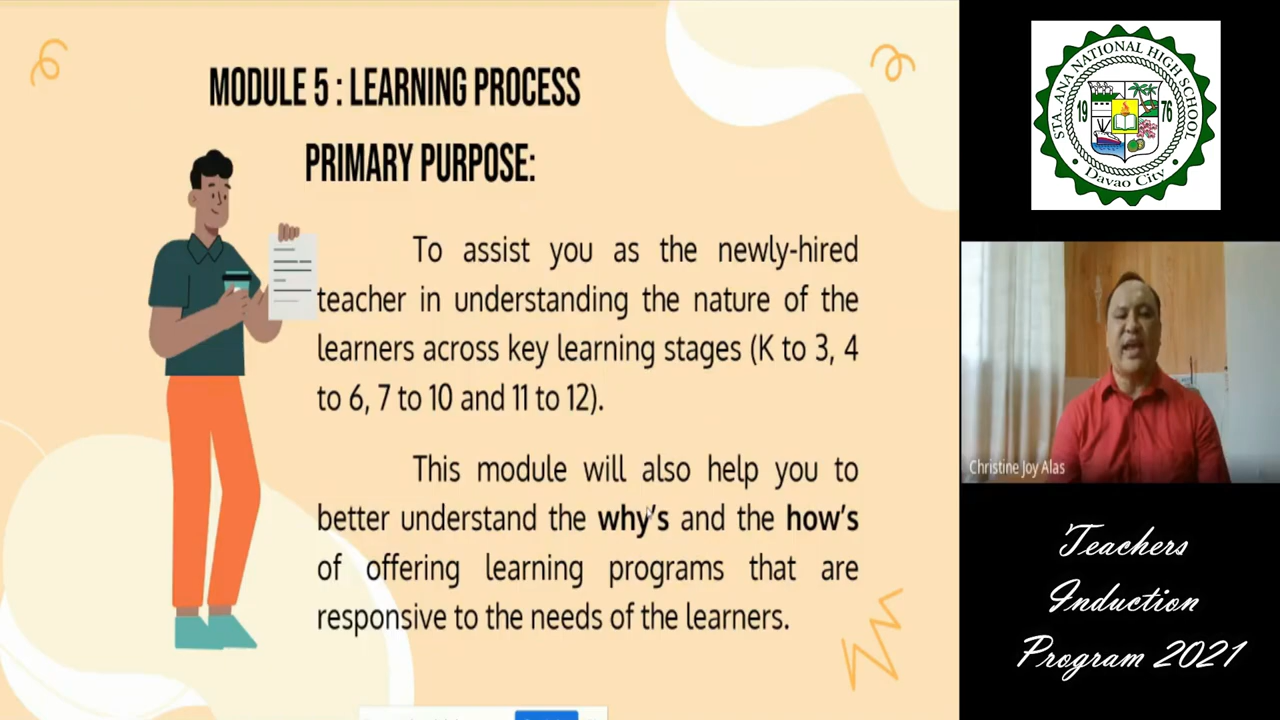 MODULE 5 : LEARNING PROCESS
PRIMARY PURPOSE:
To assist you as the newly-hired
teacher in understanding the nature of the
learners across key learning stages (K to 3, 4
to 6, 7 to 10 and 11 to 12).
This module will also help you to
better understand the why's and the how's
of offering learning programs that are
responsive to the needs of the learners.
STA. ANA NATIONAL HIGH SCHOOL
19 76
Davao City
Christine Joy Alas
Teachers
Induction
Program 2021